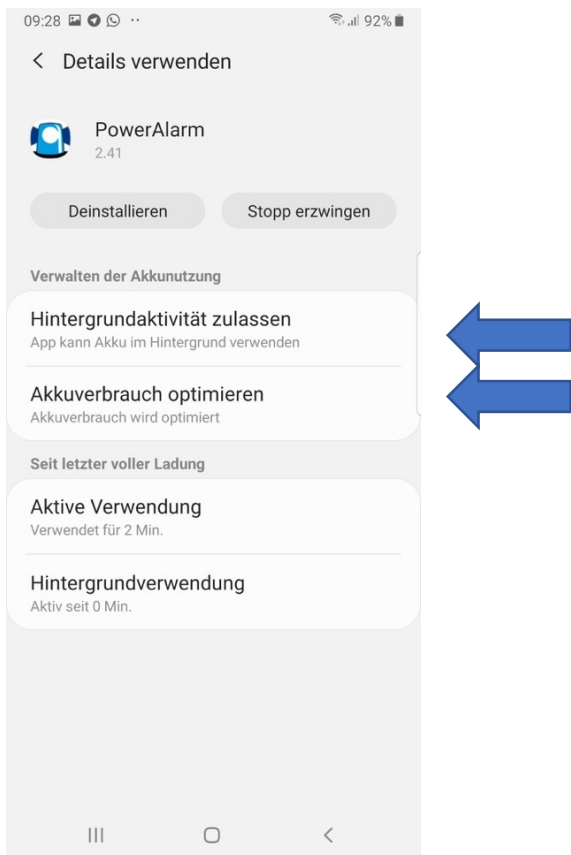 09:28
92%
Details verwenden
PowerAlarm
2.41
Deinstallieren
Stopp erzwingen
Verwalten der Akkunutzung
Hintergrundaktivität zulassen
App kann Akku im Hintergrund verwenden
Akkuverbrauch optimieren
Akkuverbrauch wird optimiert
Seit letzter voller Ladung
Aktive Verwendung
Verwendet für 2 Min.
Hintergrundverwendung
Aktiv seit 0 Min.